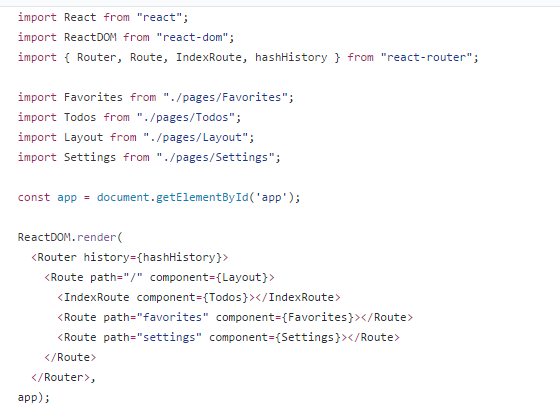 import React from "react";
import ReactDOM from "react-dom";
import { Router, Route, IndexRoute, hashHistory } from "react-router";

import Favorites from "./pages/Favorites";
import Todos from "./pages/Todos";
import Layout from "./pages/Layout";
import Settings from "./pages/Settings";

const app = document.getElementById('app');

ReactDOM.render(
  <Router history={hashHistory}>
    <Route path="/" component={Layout}>
      <IndexRoute component={Todos}></IndexRoute>
      <Route path="favorites" component={Favorites}></Route>
      <Route path="settings" component={Settings}></Route>
    </Route>
  </Router>,
app);